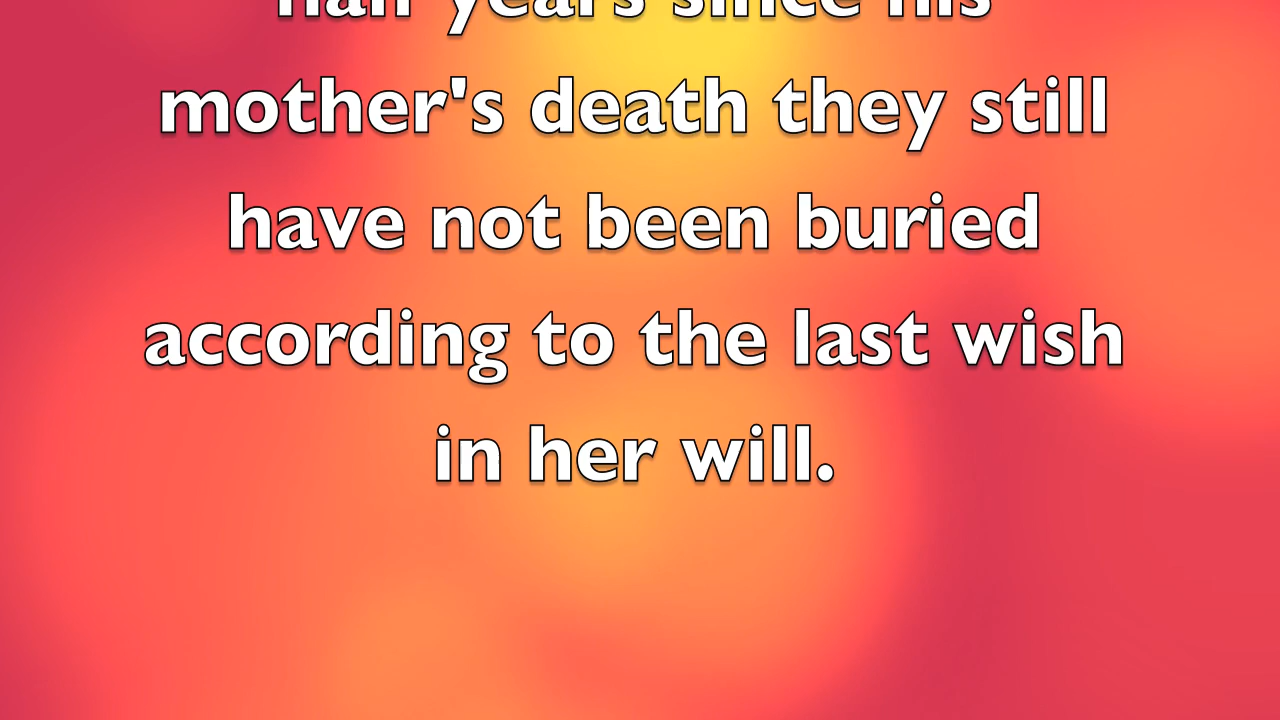 half years since his
mother's death they still
have not been buried
according to the last wish
in her will.